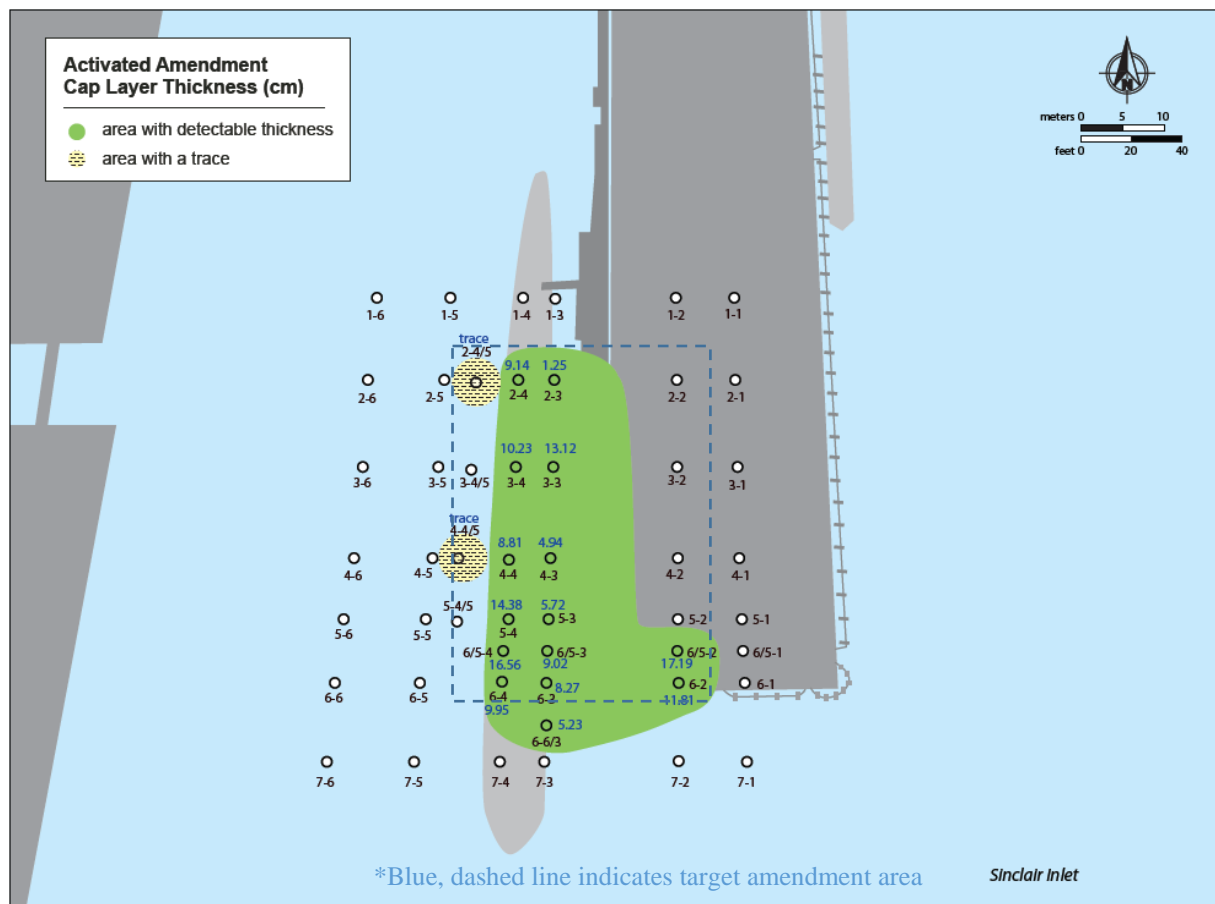 Activated Amendment
Cap Layer Thickness (cm)
area with detectable thickness
area with a trace
N
meters 0 5 10
feet 0 20 40
1-6 1-5 1-4 1-3 1-2 1-1
trace
2-4/5
9.14 1.25
2-6 2-5 2-4 2-3 2-2 2-1
10.23 13.12
3-6 3-5 3-4/5 3-4 3-3 3-2 3-1
trace
4-4/5
8.81 4.94
4-6 4-5 4-4 4-3 4-2 4-1
5-4/5 14.38 5.72
5-6 5-5 5-4 5-3 5-2 5-1
6/5-4 6/5-3 6/5-2 6/5-1
16.56 9.02 17.19
6-6 6-5 6-4 6-3 8.27 6-2 6-1
9.95 11.81
5.23
6-6/3
7-6 7-5 7-4 7-3 7-2 7-1
*Blue, dashed line indicates target amendment area
Sinclair Inlet